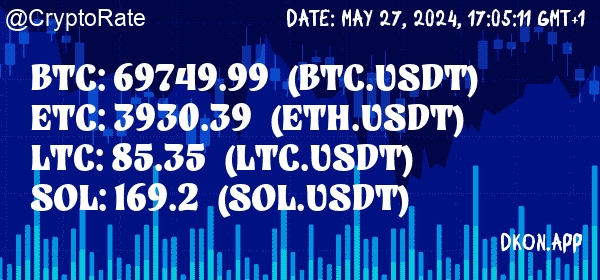 @CryptoRate
DATE: MAY 27, 2024, 17:05:11 GMT+1
BTC: 69749.99 (BTC.USDT)
ETC: 3930.39 (ETH.USDT)
LTC: 85.35 (LTC.USDT)
SOL: 169.2 (SOL.USDT)
DKON.APP